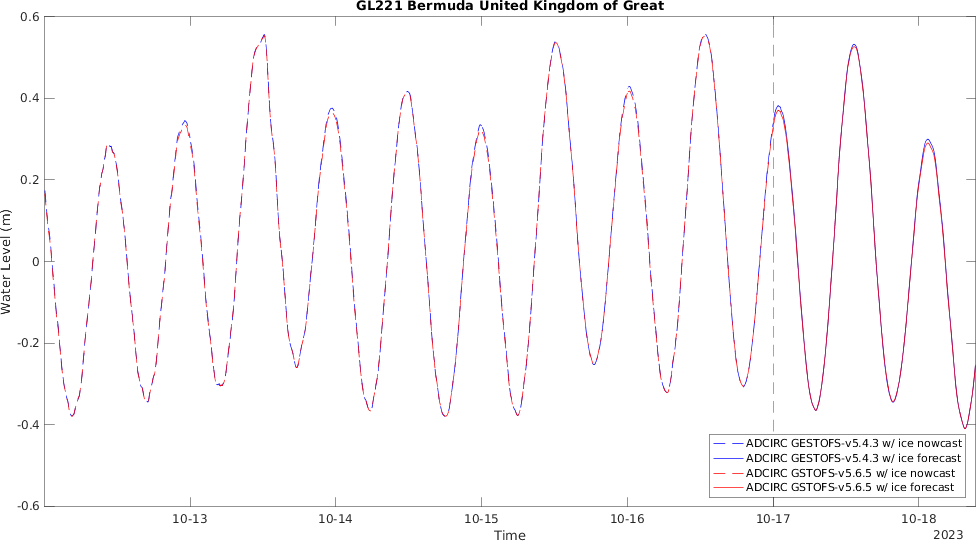 GL221 Bermuda United Kingdom of Great
0.6
0.4
0.2
0
-0.2
-0.4
-0.6
Water Level (m)
10-13 10-14 10-15 10-16 10-17 10-18
Time
2023
ADCIRC GESTOFS-v5.4.3 w/ ice nowcast
ADCIRC GESTOFS-v5.4.3 w/ ice forecast
ADCIRC GSTOFS-v5.6.5 w/ ice nowcast
ADCIRC GSTOFS-v5.6.5 w/ ice forecast